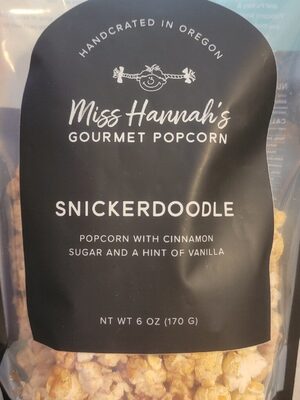 HANDCRAFTED IN OREGON
Miss Hannah's
GOURMET POPCORN
SNICKERDOODLE
POPCORN WITH CINNAMON
SUGAR AND A HINT OF VANILLA
NT WT 6 OZ (170 G)